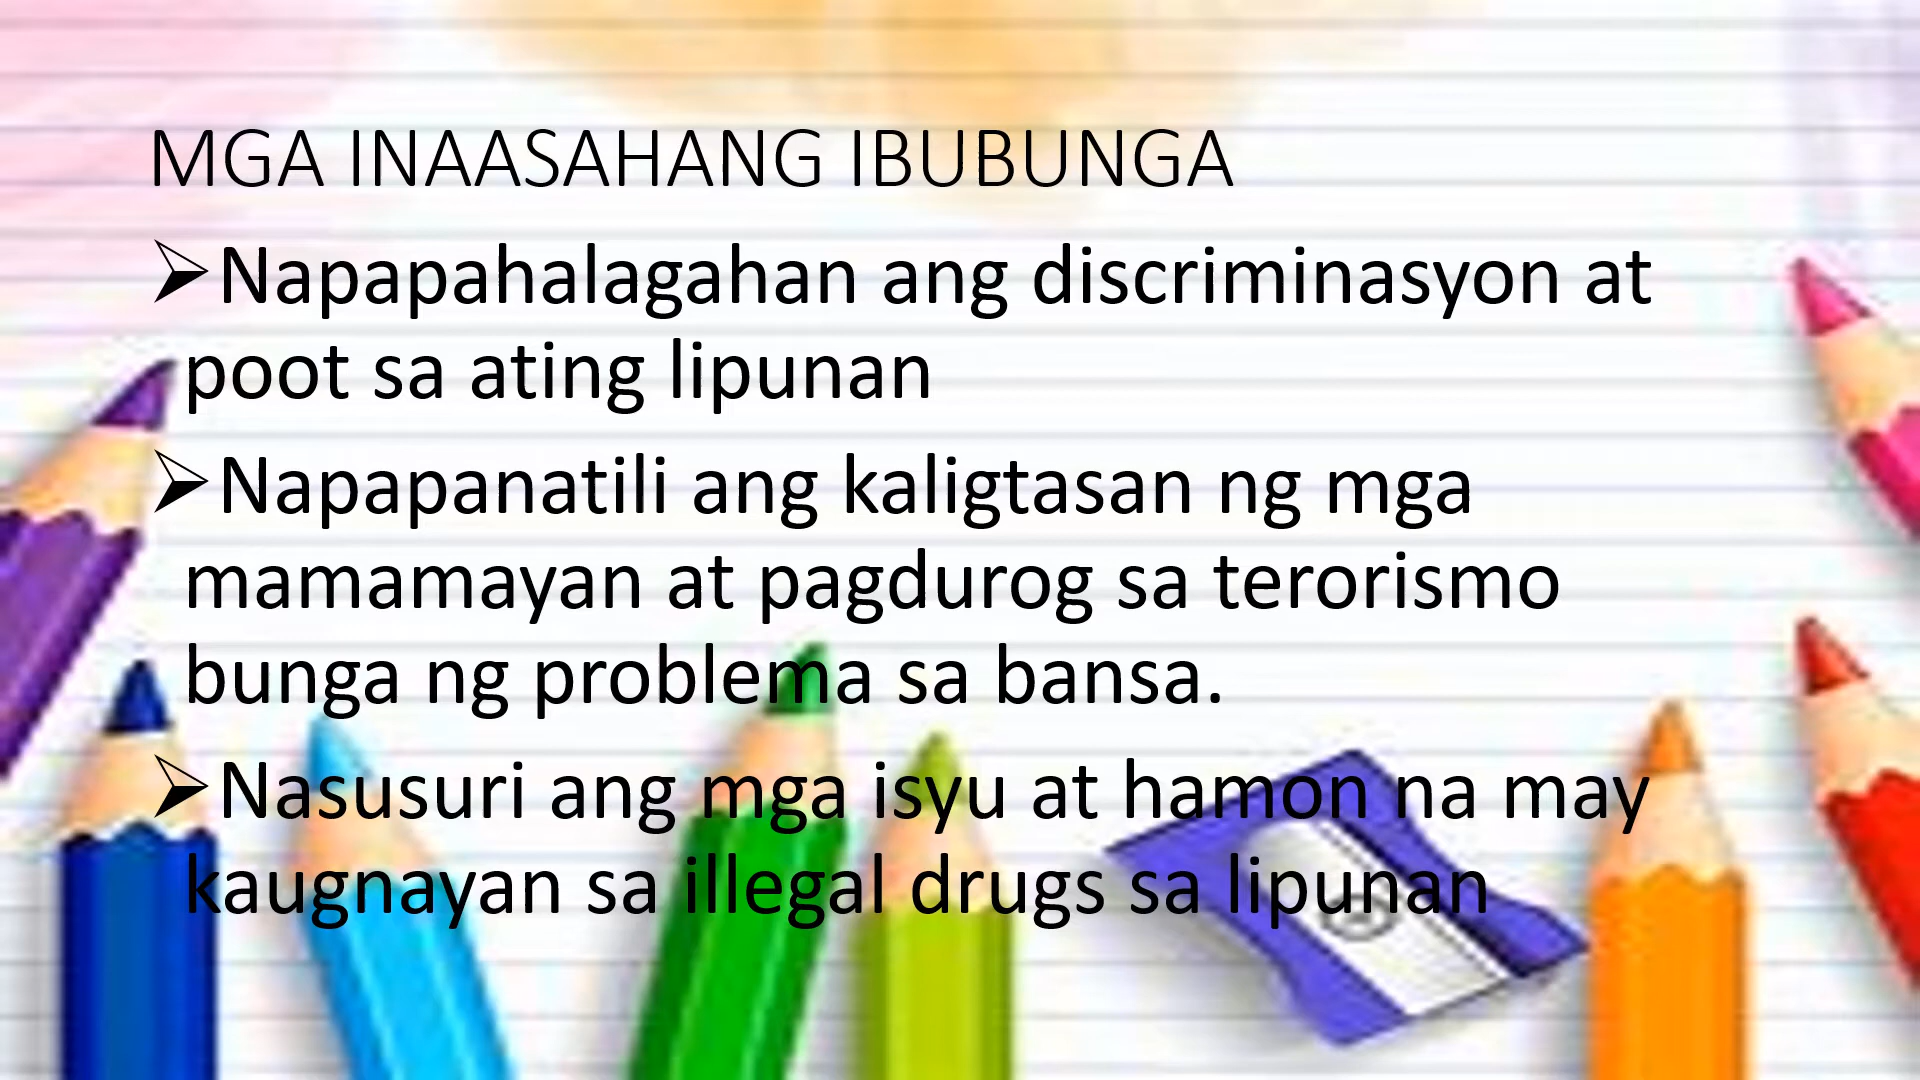 MGA INAASAHANG IBUBUNGA
➢Napapahalagahan ang discriminasyon at
poot sa ating lipunan
➢Napapanatili ang kaligtasan ng mga
mamamayan at pagdurog sa terorismo
bunga ng problema sa bansa.
➢Nasusuri ang mga isyu at hamon na may
kaugnayan sa illegal drugs sa lipunan